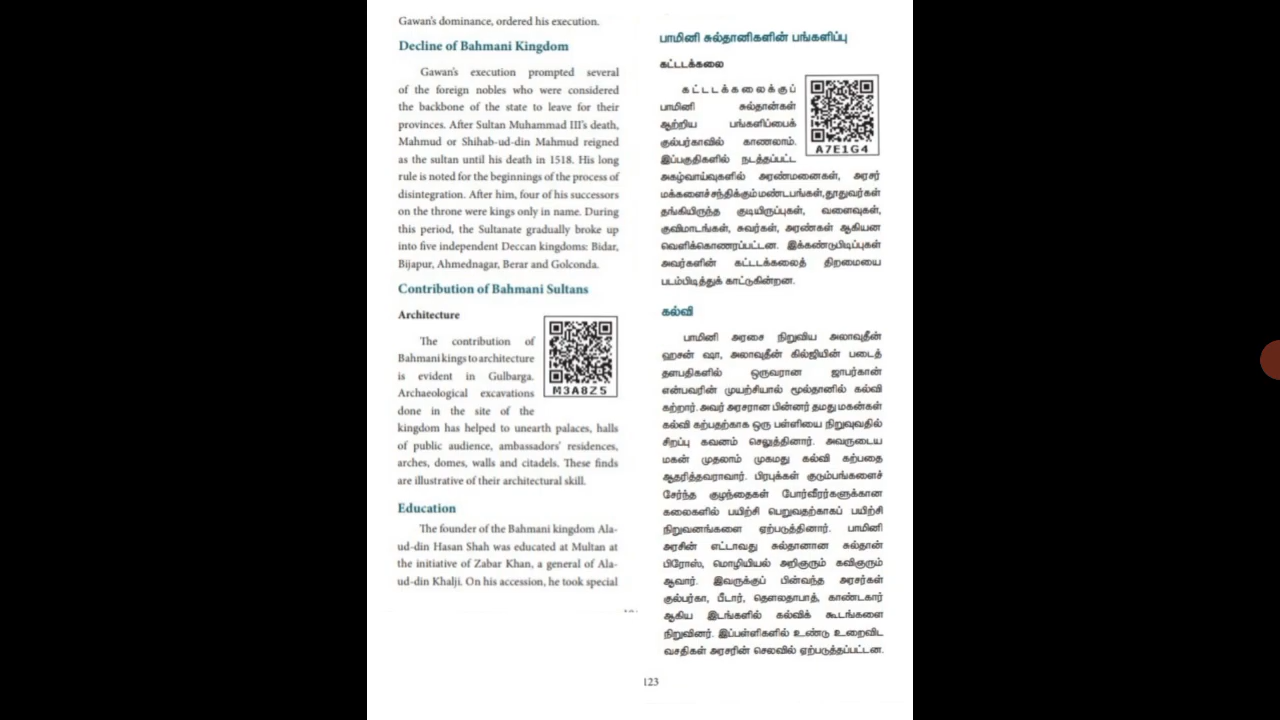 Gawan's dominance, ordered his execution.
Decline of Bahmani Kingdom
Gawan's execution prompted several
of the foreign nobles who were considered
the backbone of the state to leave for their
provinces. After Sultan Muhammad III's death,
Mahmud or Shihab-ud-din Mahmud reigned
as the sultan until his death in 1518. His long
rule is noted for the beginnings of the process of
disintegration. After him, four of his successors
on the throne were kings only in name. During
this period, the Sultanate gradually broke up
into five independent Deccan kingdoms: Bidar,
Bijapur, Ahmednagar, Berar and Golconda.
Contribution of Bahmani Sultans
Architecture
The contribution of
Bahmani kings to architecture
is evident in Gulbarga.
Archaeological excavations
done in the site of the
M3A8Z5
kingdom has helped to unearth palaces, halls
of public audience, ambassadors' residences,
arches, domes, walls and citadels. These finds
are illustrative of their architectural skill.
Education
The founder of the Bahmani kingdom Ala-
ud-din Hasan Shah was educated at Multan at
the initiative of Zabar Khan, a general of Ala-
ud-din Khalji. On his accession, he took special
பாமினி சுல்தானிகளின் பங்களிப்பு
கட்டடக்கலை
கட்டடக்கலைக்குப்
பாமினி சுல்தான்கள்
ஆற்றிய பங்களிப்பைக்
குல்பர்காவில் காணலாம்.
இப்பகுதிகளில் நடத்தப்பட்ட
A7E1G4
அகழ்வாய்வுகளில் அரண்மனைகள், அரசர்
மக்களைச்சந்திக்கும் மண்டபங்கள், தூதுவர்கள்
தங்கியிருந்த குடியிருப்புகள், வளைவுகள்,
குவிமாடங்கள், சுவர்கள், அரண்கள் ஆகியன
வெளிக்கொணரப்பட்டன. இக்கண்டுபிடிப்புகள்
அவர்களின் கட்டடக்கலைத் திறமையை
படம்பிடித்துக் காட்டுகின்றன.
கல்வி
பாமினி அரசை நிறுவிய அலாவுதீன்
ஹசன் ஷா, அலாவுதீன் கில்ஜியின் படைத்
தளபதிகளில் ஒருவரான ஜாபர்கான்
என்பவரின் முயற்சியால் மூல்தானில் கல்வி
கற்றார். அவர் அரசரான பின்னர் தமது மகன்கள்
கல்வி கற்பதற்காக ஒரு பள்ளியை நிறுவுவதில்
சிறப்பு கவனம் செலுத்தினார். அவருடைய
மகன் முதலாம் முகமது கல்வி கற்பதை
ஆதரித்தவராவார். பிரபுக்கள் குடும்பங்களைச்
சேர்ந்த குழந்தைகள் போர்வீரர்களுக்கான
கலைகளில் பயிற்சி பெறுவதற்காகப் பயிற்சி
நிறுவனங்களை ஏற்படுத்தினார். பாமினி
அரசின் எட்டாவது சுல்தானான சுல்தான்
பிரோஸ், மொழியியல் அறிஞரும் கவிஞரும்
ஆவார். இவருக்குப் பின்வந்த அரசர்கள்
குல்பர்கா, பீடார், தௌலதாபாத், காண்டகார்
ஆகிய இடங்களில் கல்விக் கூடங்களை
நிறுவினர். இப்பள்ளிகளில் உண்டு உறைவிட
வசதிகள் அரசரின் செலவில் ஏற்படுத்தப்பட்டன.
123